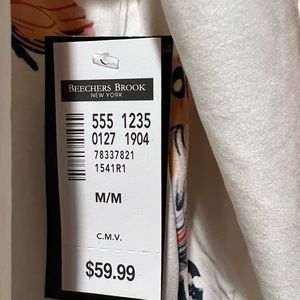 BEECHERS BROOK
NEW YORK
555 1235
0127 1904
78337821
1541R1
M/M
C.M.V.
$59.99